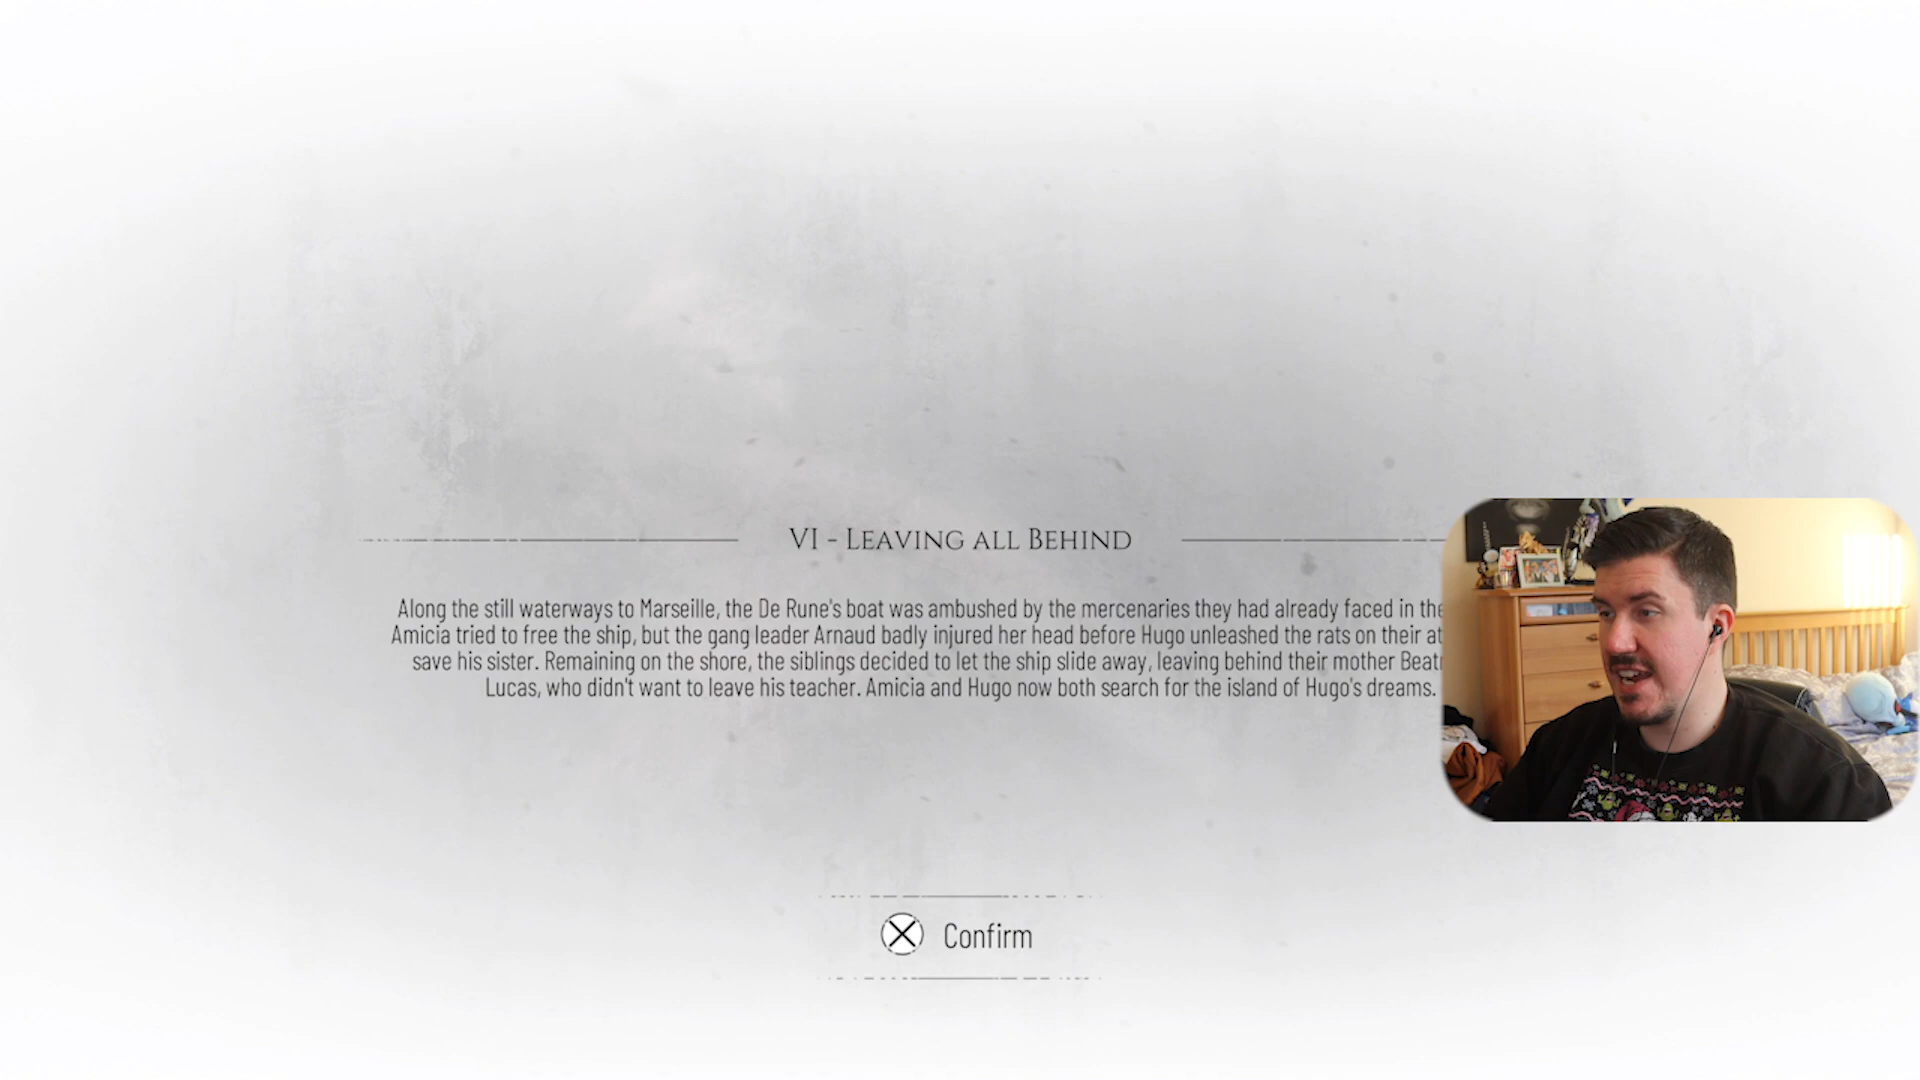 VI - Leaving all Behind
Along the still waterways to Marseille, the De Rune's boat was ambushed by the mercenaries they had already faced in the
Amicia tried to free the ship, but the gang leader Arnaud badly injured her head before Hugo unleashed the rats on their
save his sister. Remaining on the shore, the siblings decided to let the ship slide away, leaving behind their mother
Lucas, who didn't want to leave his teacher. Amicia and Hugo now both search for the island of Hugo's dreams.
Confirm